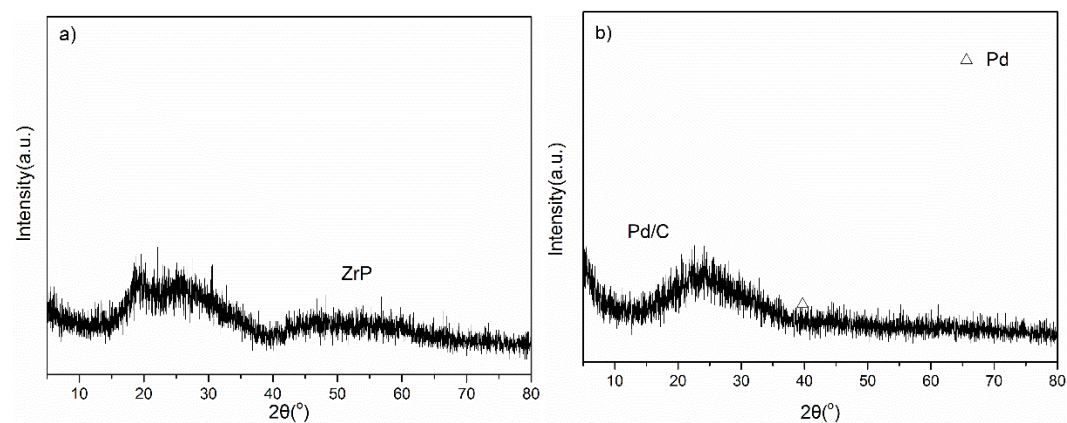 a)
ZrP
Intensity(a.u.)
10 20 30 40 50 60 70 80
2θ(°)
b)
△ Pd
Pd/C
△
Intensity(a.u.)
10 20 30 40 50 60 70 80
2θ(°)